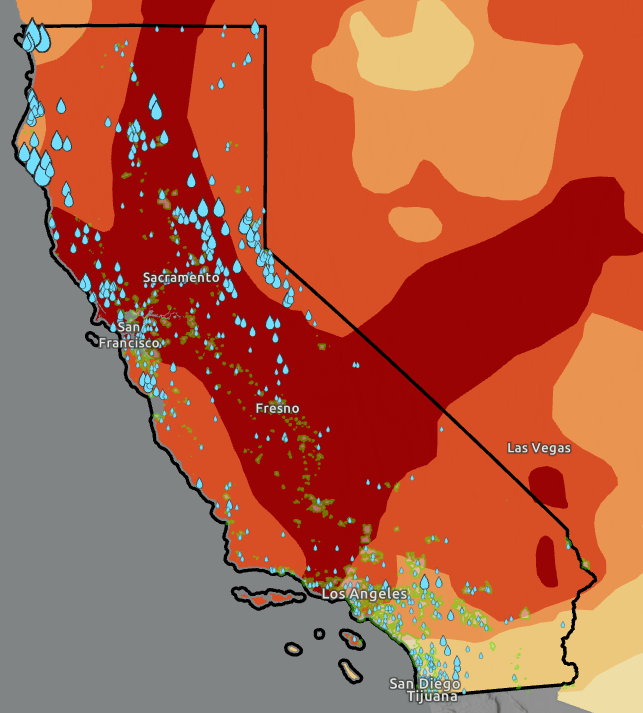 Sacramento
San
Francisco
Fresno
Las Vegas
Los Angeles
San Diego
Tijuana